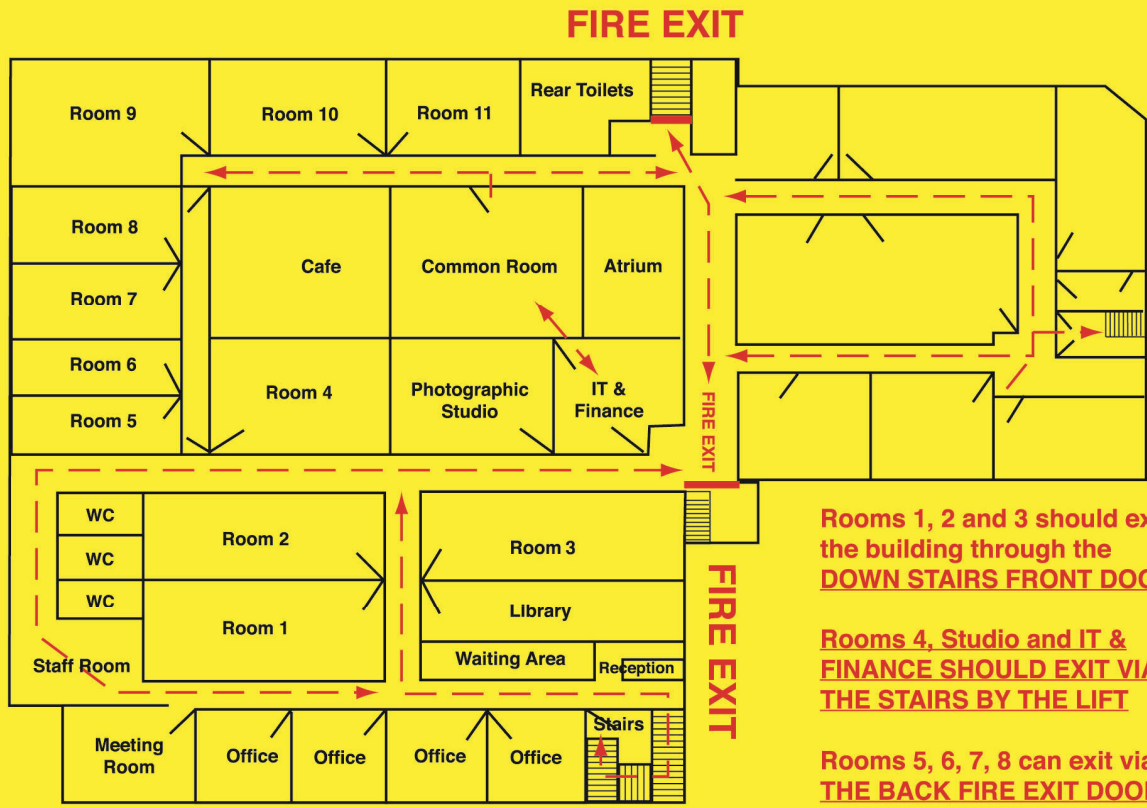 FIRE EXIT
Room 9
Room 10
Room 11
Rear Toilets
Room 8
Cafe
Common Room
Atrium
Room 7
Room 6
Room 5
Room 4
Photographic
Studio
IT &
Finance
FIRE EXIT
WC
WC
WC
Room 2
Room 1
Room 3
LIbrary
Waiting Area
Reception
Staff Room
FIRE EXIT
Meeting
Room
Office
Office
Office
Office
Stairs
Rooms 1, 2 and 3 should ex
the building through the
DOWN STAIRS FRONT DOO
Rooms 4, Studio and IT &
FINANCE SHOULD EXIT VIA
THE STAIRS BY THE LIFT
Rooms 5, 6, 7, 8 can exit via
THE BACK FIRE EXIT DOO